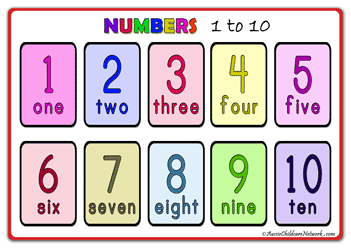 NUMBERS 1 to 10
1 2 3 4 5
one two three four five
6 7 8 9 10
six seven eight nine ten
©AussieChildcareNetwork.com